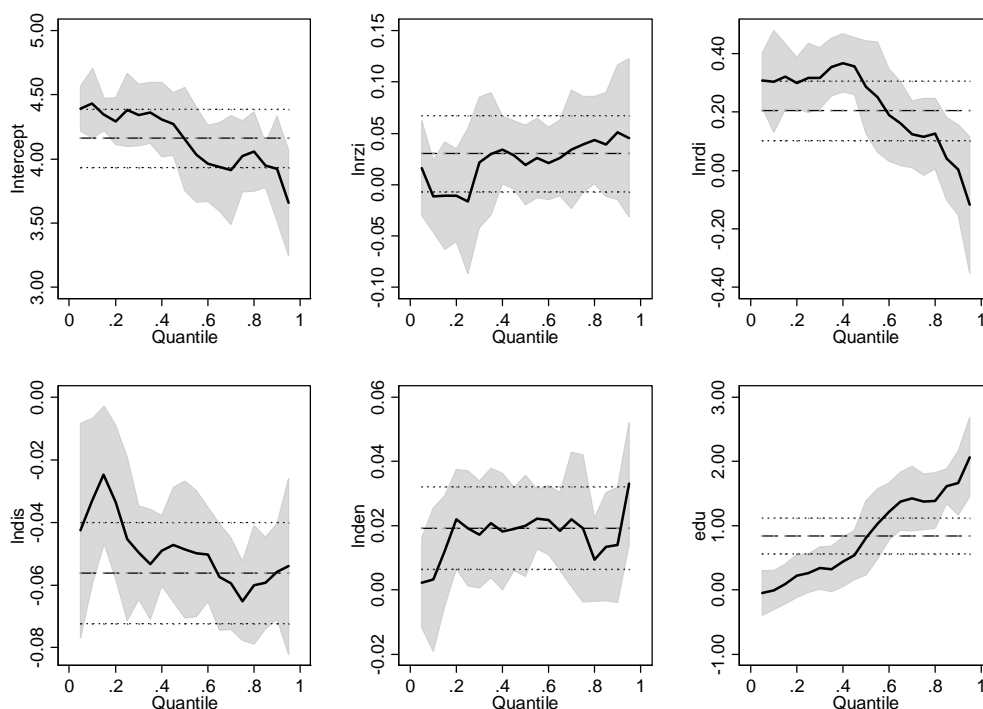 5.00
4.50
4.00
3.50
3.00
Intercept
0 .2 .4 .6 .8 1
Quantile
0.15
0.10
0.05
0.00
-0.05
-0.10
lnrzi
0 .2 .4 .6 .8 1
Quantile
0.40
0.20
0.00
-0.20
-0.40
lnrdi
0 .2 .4 .6 .8 1
Quantile
0.00
-0.02
-0.04
-0.06
-0.08
lndis
0 .2 .4 .6 .8 1
Quantile
0.06
0.04
0.02
0.00
-0.02
lnden
0 .2 .4 .6 .8 1
Quantile
3.00
2.00
1.00
0.00
-1.00
edu
0 .2 .4 .6 .8 1
Quantile